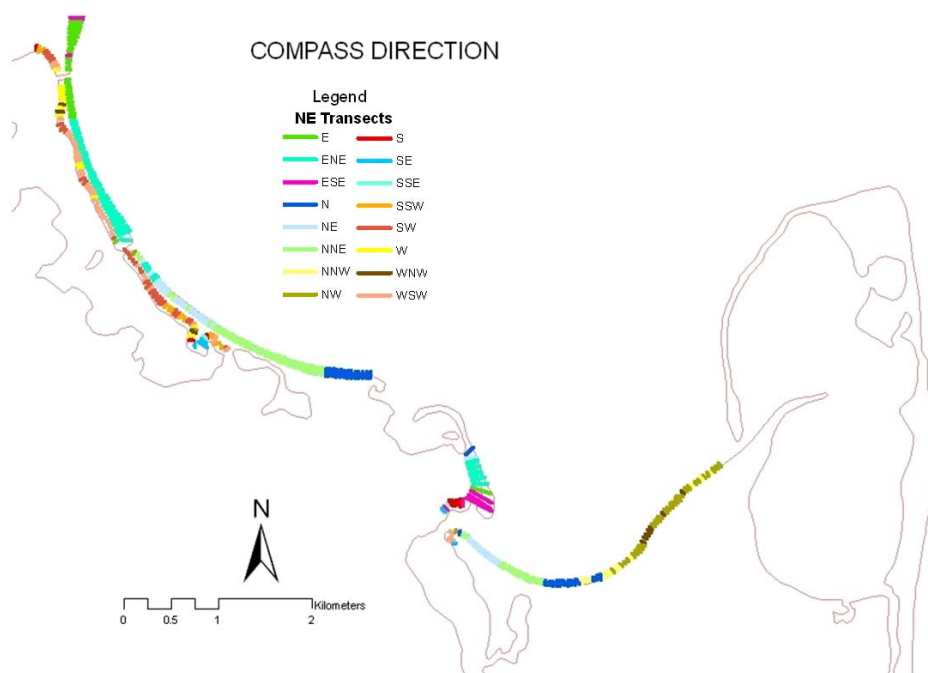 COMPASS DIRECTION
Legend
NE Transects
E S
ENE SE
ESE SSE
N SSW
NE SW
NNE W
NNW WNW
NW WSW
N
Kilometers
0 0.5 1 2